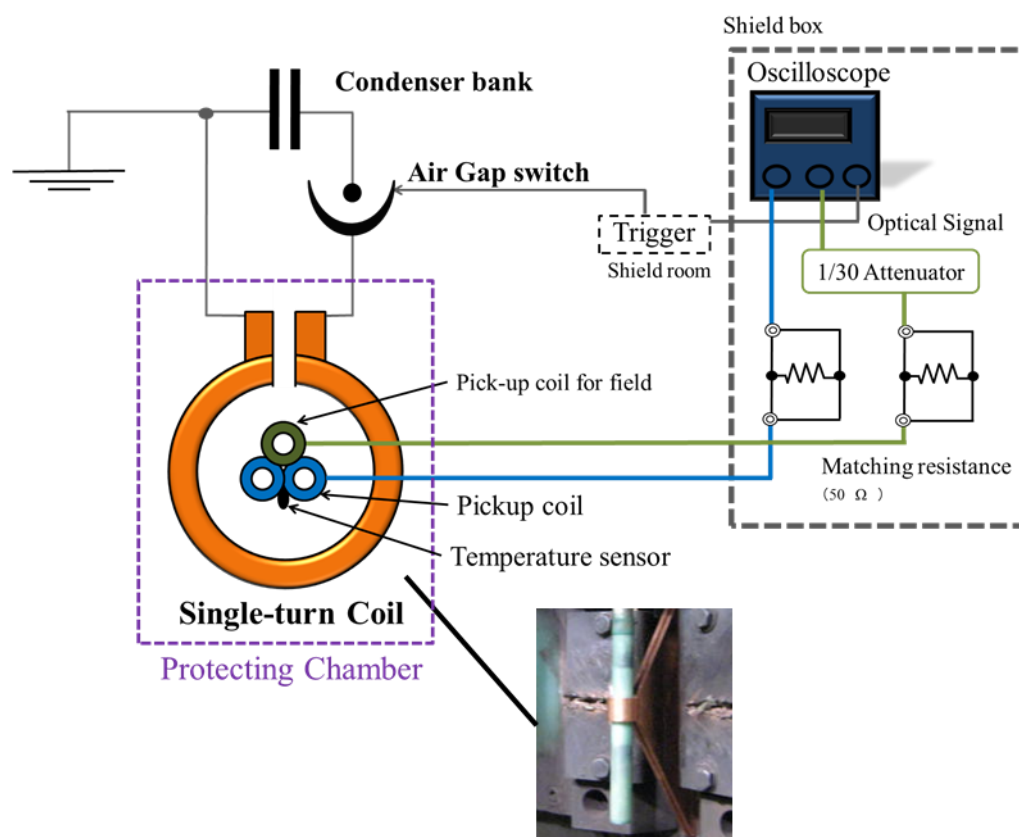 Shield box
Oscilloscope
Condenser bank
Air Gap switch
Trigger
Shield room
Optical Signal
1/30 Attenuator
Pick-up coil for field
Matching resistance
(50 Ω )
Pickup coil
Temperature sensor
Single-turn Coil
Protecting Chamber